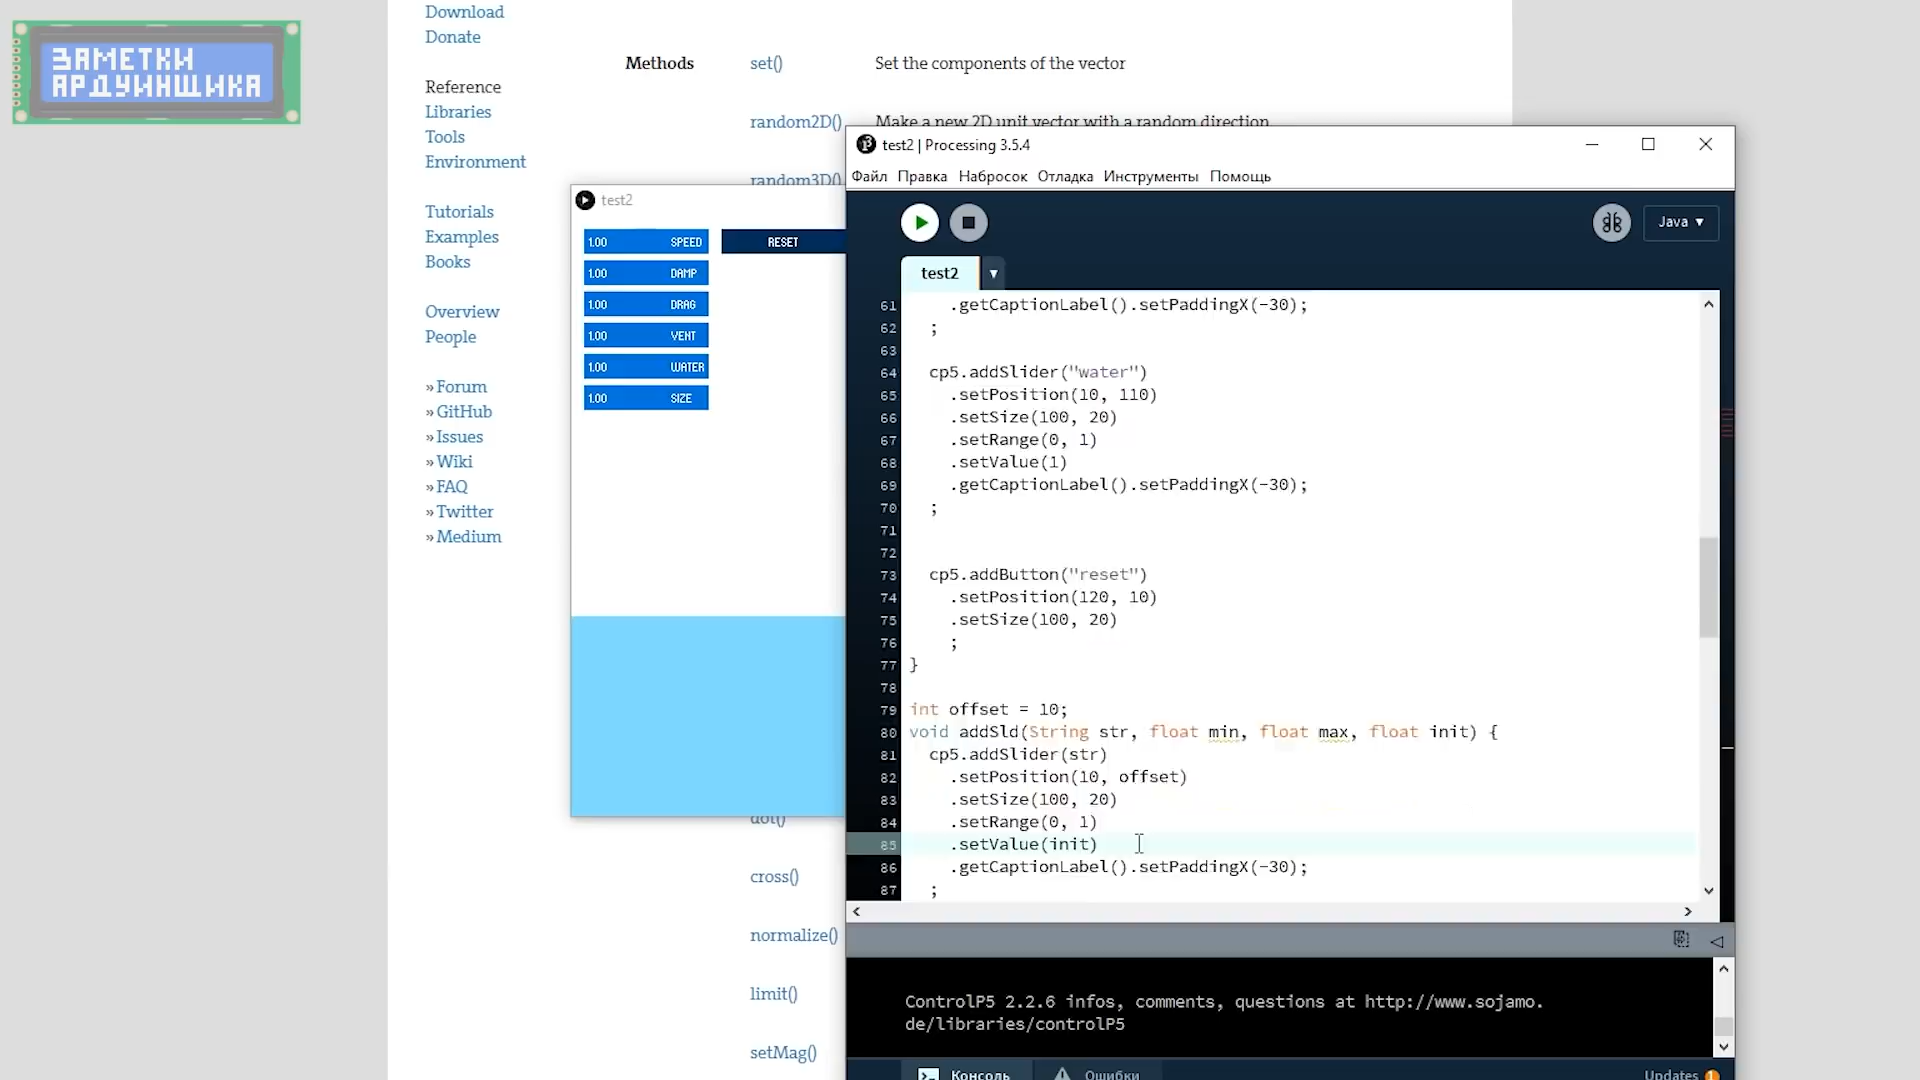 ЗАМЕТКИ
АРДУИНЩИКА
Download
Donate
Reference
Libraries
Tools
Environment
Tutorials
Examples
Books
Overview
People
» Forum
» GitHub
» Issues
» Wiki
» FAQ
» Twitter
» Medium
Methods set() Set the components of the vector
random2D() Make a new 2D unit vector with a random direction
random3D()
test2
1.00 SPEED RESET
1.00 DAMP
1.00 DRAG
1.00 VENT
1.00 WATER
1.00 SIZE
dot()
cross()
normalize()
limit()
setMag()
test2 | Processing 3.5.4
Файл Правка Набросок Отладка Инструменты Помощь
Java ▾
test2
61 .getCaptionLabel().setPaddingX(-30);
62 ;
63
64 cp5.addSlider("water")
65 .setPosition(10, 110)
66 .setSize(100, 20)
67 .setRange(0, 1)
68 .setValue(1)
69 .getCaptionLabel().setPaddingX(-30);
70 ;
71
72
73 cp5.addButton("reset")
74 .setPosition(120, 10)
75 .setSize(100, 20)
76 ;
77 }
78
79 int offset = 10;
80 void addSld(String str, float min, float max, float init) {
81 cp5.addSlider(str)
82 .setPosition(10, offset)
83 .setSize(100, 20)
84 .setRange(0, 1)
85 .setValue(init)
86 .getCaptionLabel().setPaddingX(-30);
87 ;
ControlP5 2.2.6 infos, comments, questions at http://www.sojamo.
de/libraries/controlP5
Консоль Ошибки Updates 1